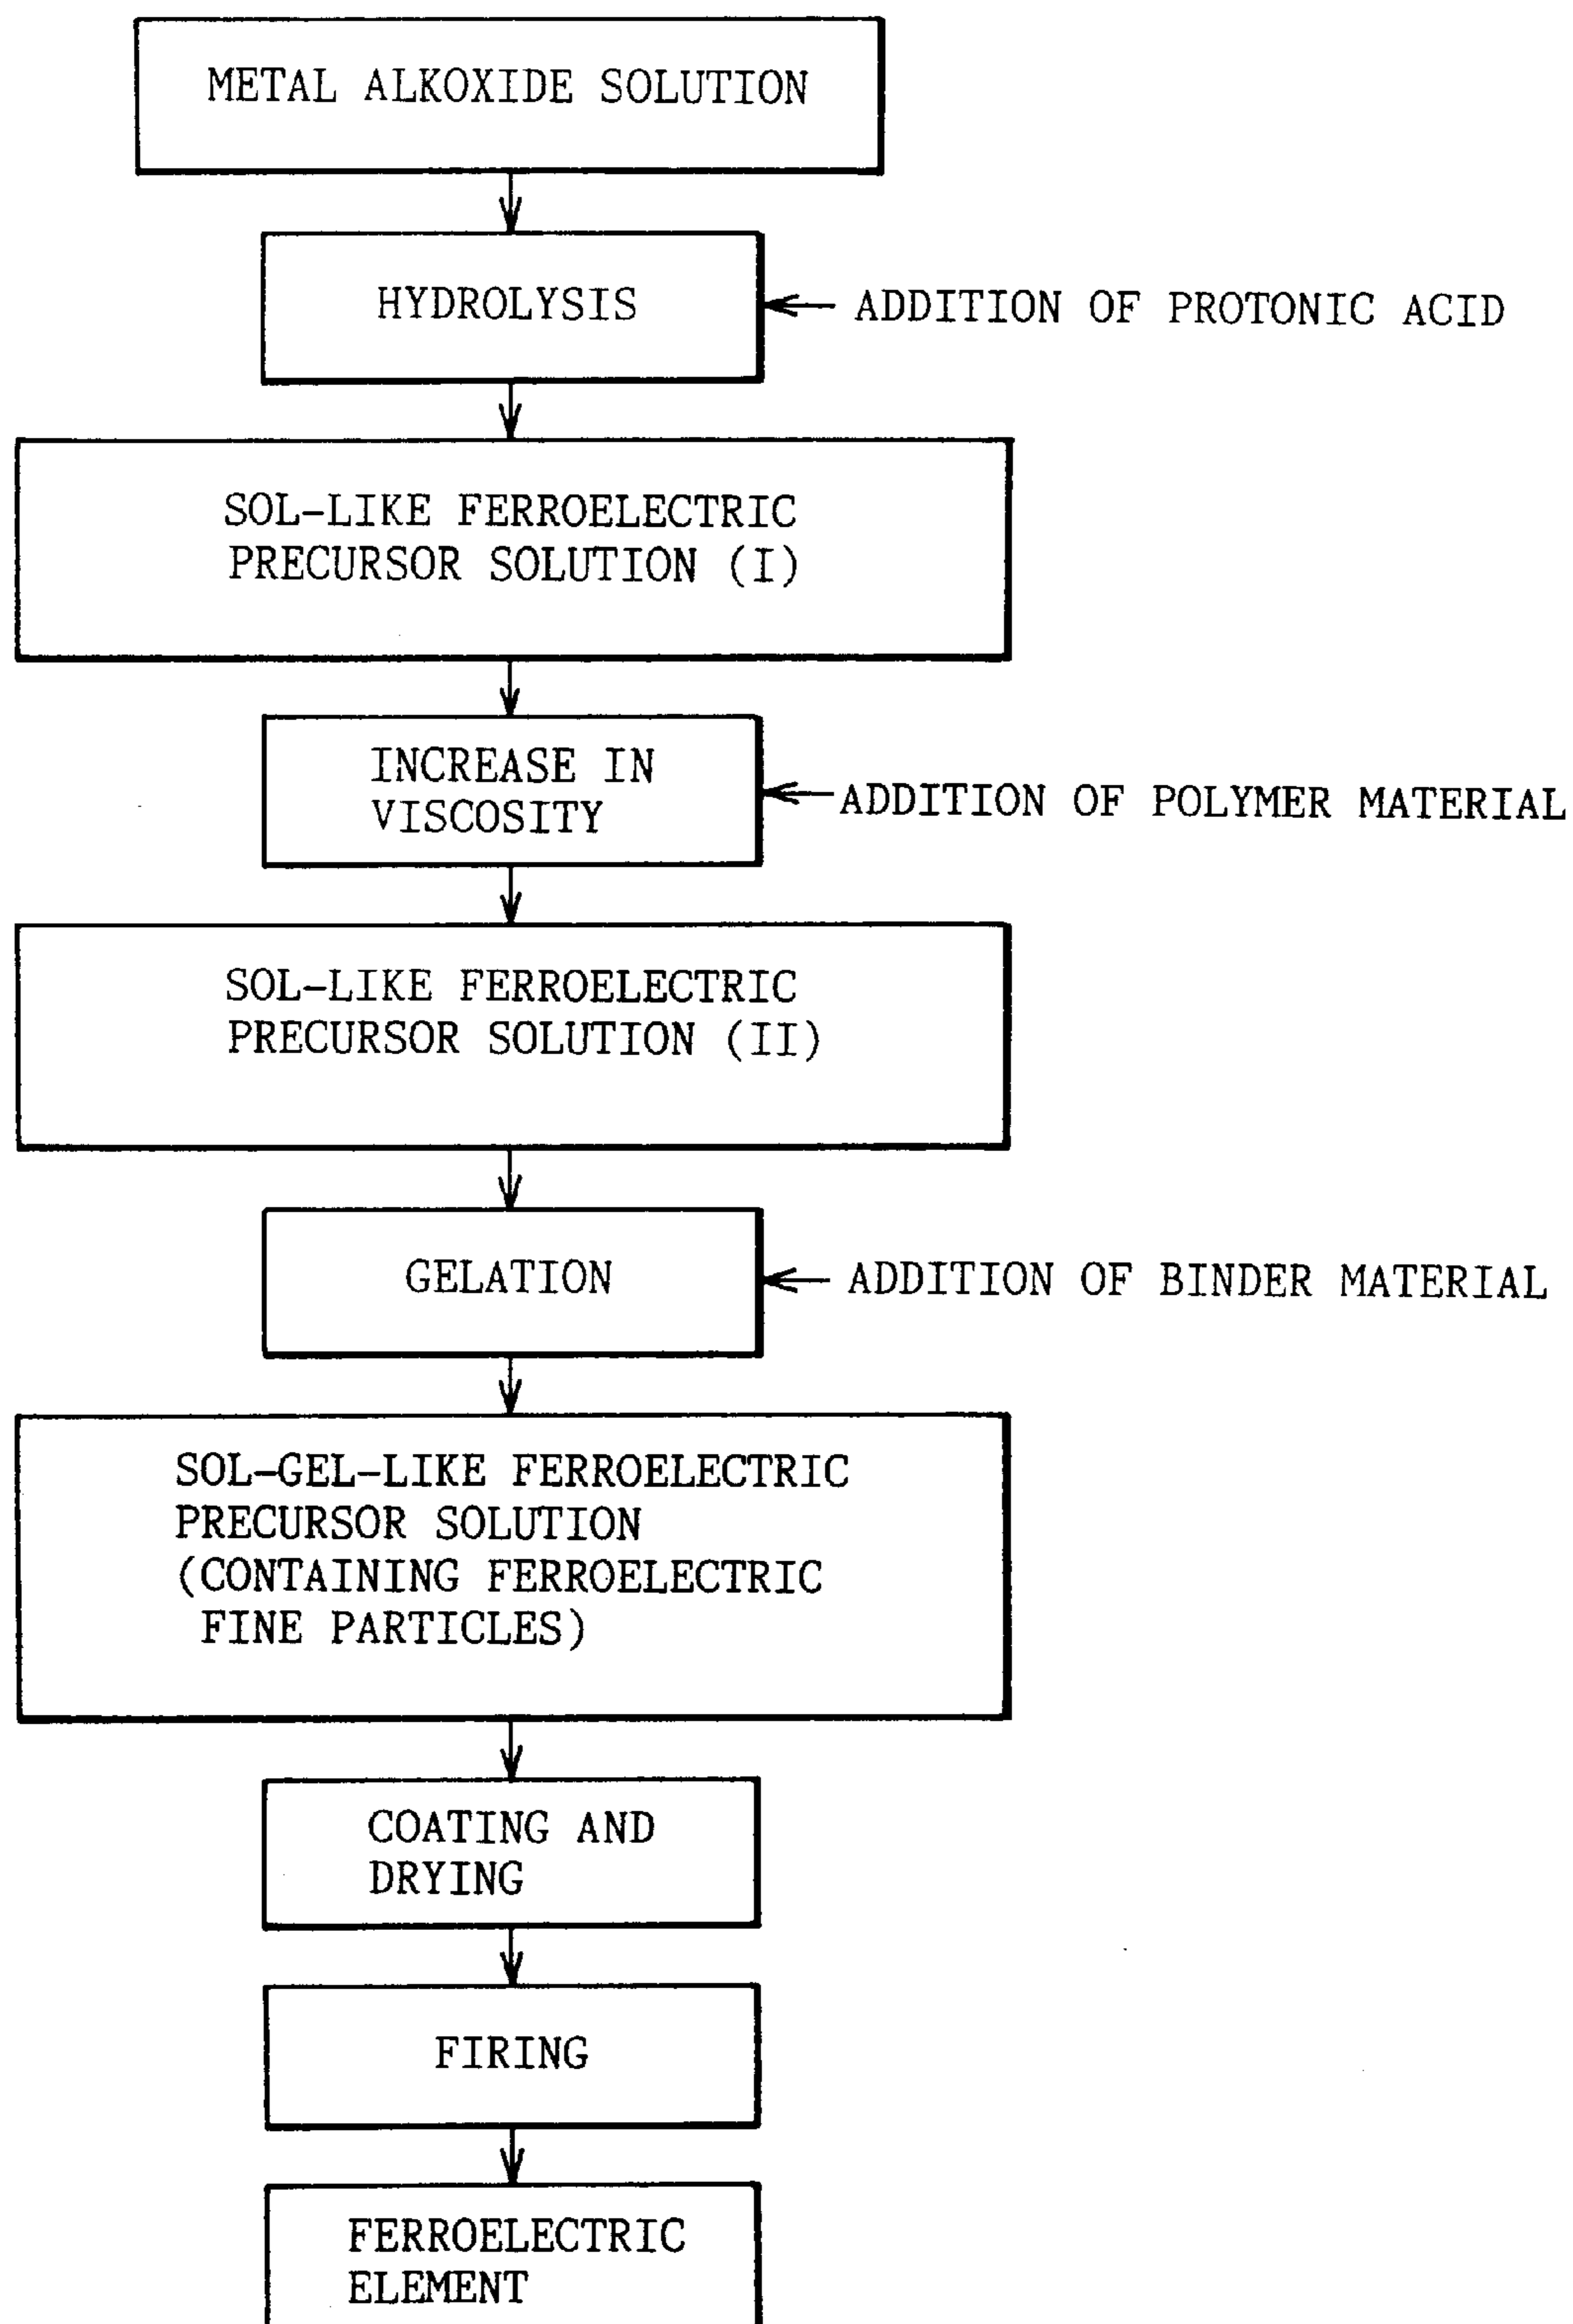 METAL ALKOXIDE SOLUTION
HYDROLYSIS
ADDITION OF PROTONIC ACID
SOL-LIKE FERROELECTRIC
PRECURSOR SOLUTION (I)
INCREASE IN
VISCOSITY
ADDITION OF POLYMER MATERIAL
SOL-LIKE FERROELECTRIC
PRECURSOR SOLUTION (II)
GELATION
ADDITION OF BINDER MATERIAL
SOL-GEL-LIKE FERROELECTRIC
PRECURSOR SOLUTION
(CONTAINING FERROELECTRIC
FINE PARTICLES)
COATING AND
DRYING
FIRING
FERROELECTRIC
ELEMENT